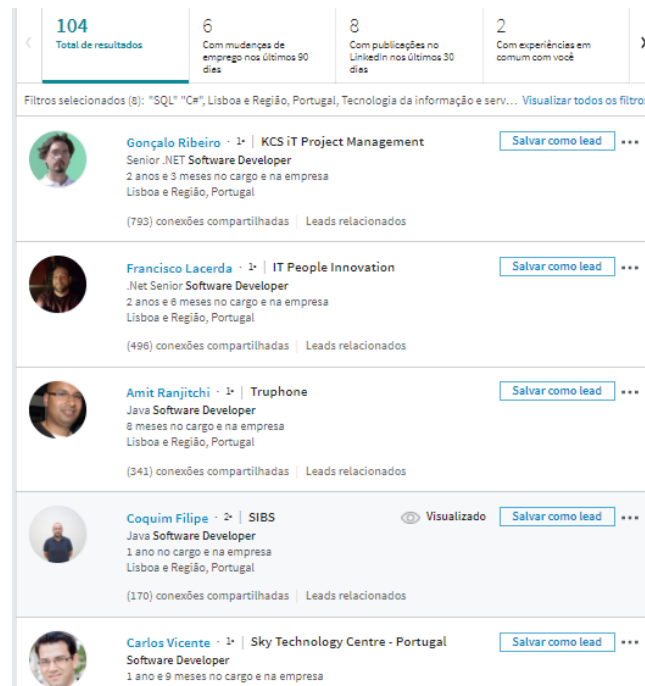 104
Total de resultados
6
Com mudanças de
emprego nos últimos 90
dias
8
Com publicações no
LinkedIn nos últimos 30
dias
2
Com experiências em
comum com você
Filtros selecionados (8): "SQL" "C#", Lisboa e Região, Portugal, Tecnologia da informação e serv... Visualizar todos os filtros
Gonçalo Ribeiro · 1º | KCS iT Project Management
Salvar como lead
Senior .NET Software Developer
2 anos e 3 meses no cargo e na empresa
Lisboa e Região, Portugal
(793) conexões compartilhadas | Leads relacionados
Francisco Lacerda · 1º | IT People Innovation
Salvar como lead
.Net Senior Software Developer
2 anos e 6 meses no cargo e na empresa
Lisboa e Região, Portugal
(496) conexões compartilhadas | Leads relacionados
Amit Ranjitchi · 1º | Truphone
Salvar como lead
Java Software Developer
8 meses no cargo e na empresa
Lisboa e Região, Portugal
(341) conexões compartilhadas | Leads relacionados
Coquim Filipe · 2º | SIBS
Visualizado
Salvar como lead
Java Software Developer
1 ano no cargo e na empresa
Lisboa e Região, Portugal
(170) conexões compartilhadas | Leads relacionados
Carlos Vicente · 1º | Sky Technology Centre - Portugal
Salvar como lead
Software Developer
1 ano e 9 meses no cargo e na empresa